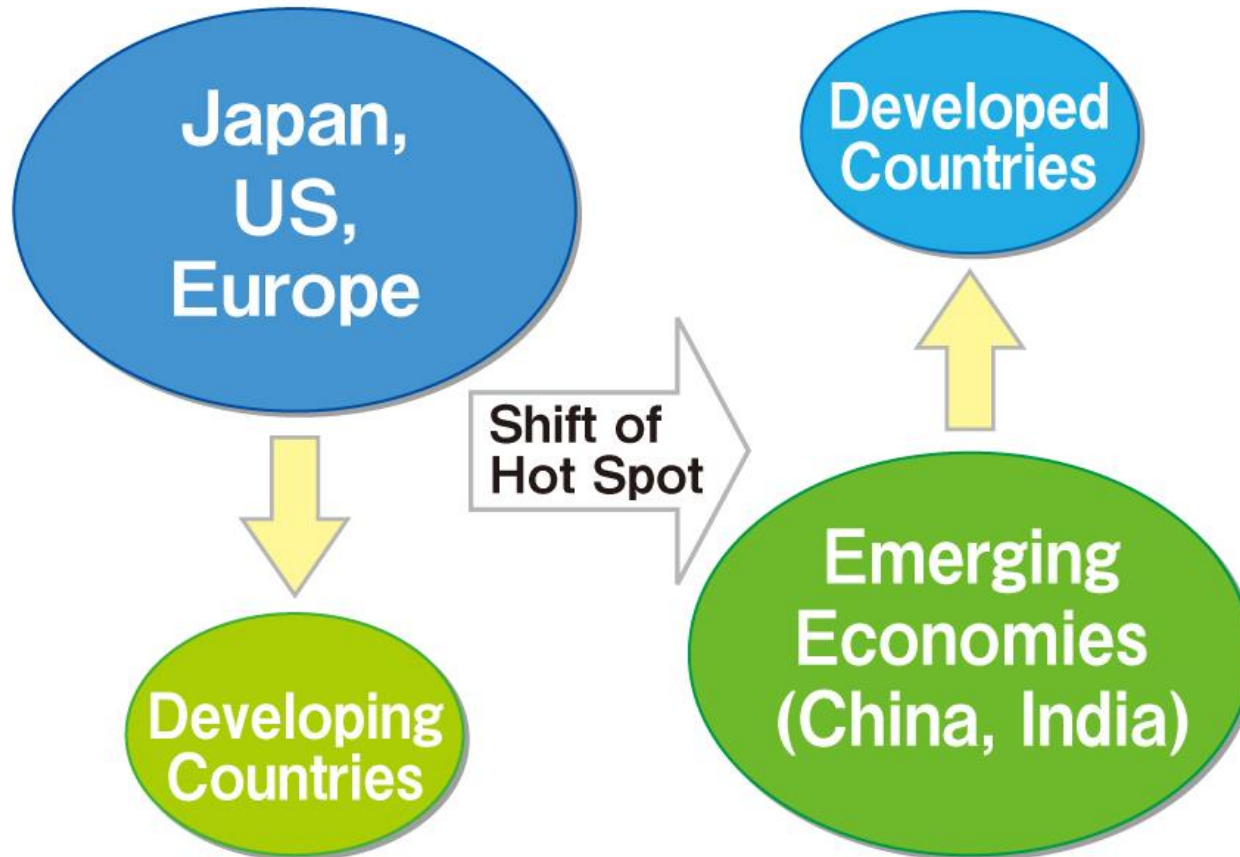 Japan,
US,
Europe
Developed
Countries
Shift of
Hot Spot
Developing
Countries
Emerging
Economies
(China, India)